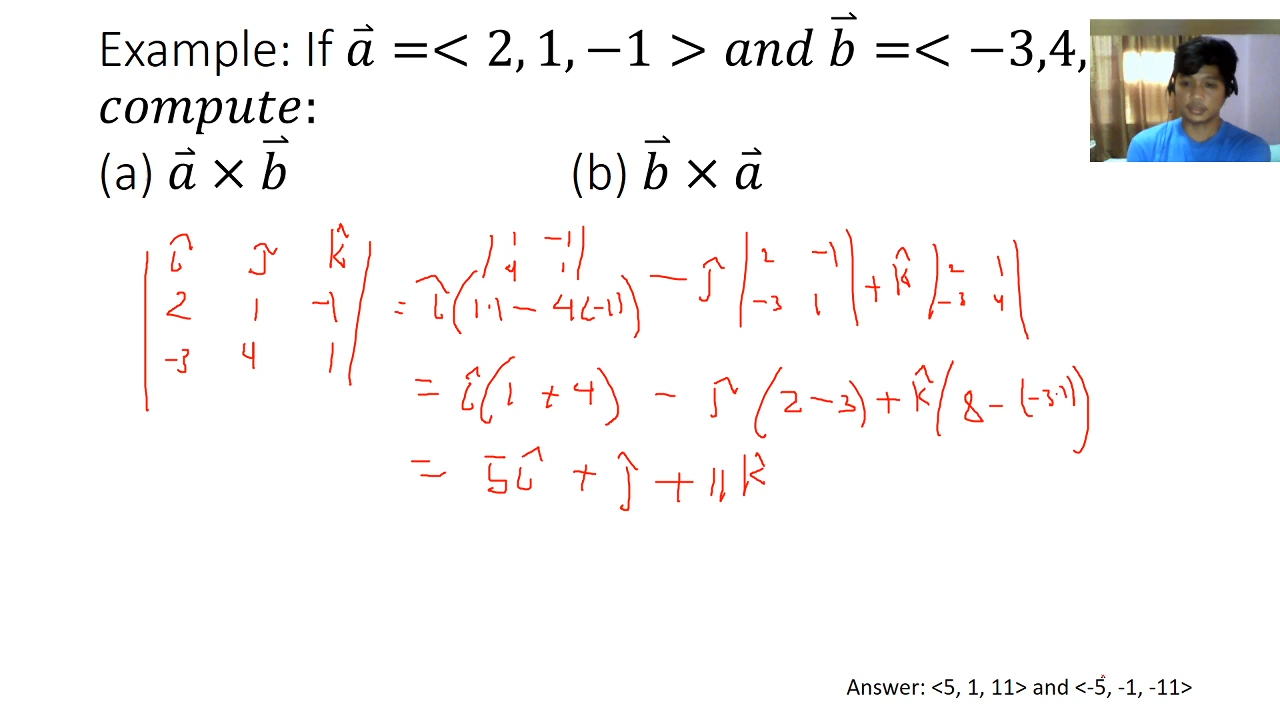 Example: If a⃗ =< 2, 1, −1 > and b⃗ =< −3,4,
compute:
(a) a⃗ × b⃗ (b) b⃗ × a⃗
| î ĵ k̂ |
| 2 1 -1 |
| -3 4 1 |
| 1 -1 |
| 4 1 |
= î(1·1 − 4(-1)) − ĵ | 2 -1 | + k̂ | 2 1 |
| -3 1 | | -3 4 |
= î(1 + 4) − ĵ(2 − 3) + k̂(8 − (-3·1))
= 5î + ĵ + 11k̂
Answer: <5, 1, 11> and <-5, -1, -11>